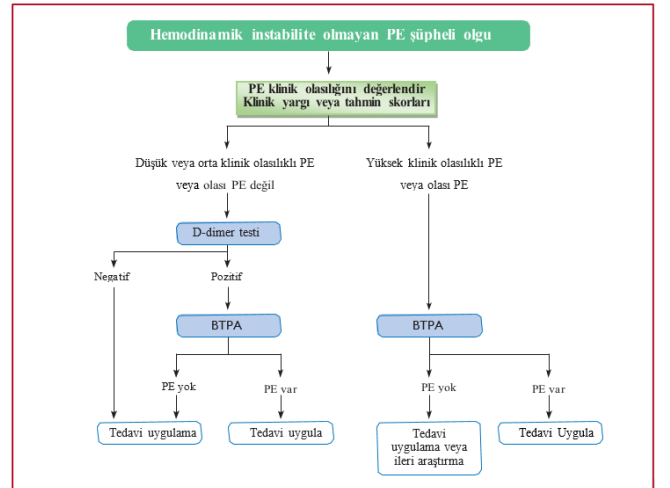 Hemodinamik instabilite olmayan PE şüpheli olgu
PE klinik olasılığını değerlendir
Klinik yargı veya tahmin skorları
Düşük veya orta klinik olasılıklı PE
veya olası PE değil
Yüksek klinik olasılıklı PE
veya olası PE
D-dimer testi
Negatif
Pozitif
BTPA
BTPA
PE yok
PE var
PE yok
PE var
Tedavi uygulama
Tedavi uygula
Tedavi
uygulama veya
ileri araştırma
Tedavi Uygula